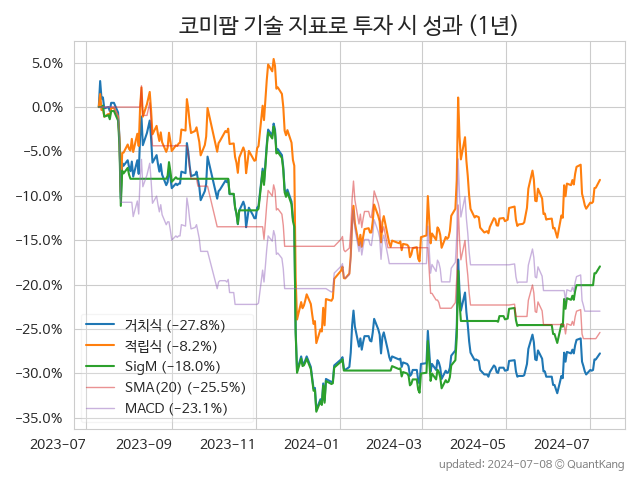 코미팜 기술 지표로 투자 시 성과 (1년)
5.0%
0.0%
−5.0%
−10.0%
−15.0%
−20.0%
−25.0%
−30.0%
−35.0%
거치식 (−27.8%)
적립식 (−8.2%)
SigM (−18.0%)
SMA(20) (−25.5%)
MACD (−23.1%)
2023-07 2023-09 2023-11 2024-01 2024-03 2024-05 2024-07
updated: 2024-07-08 © QuantKang